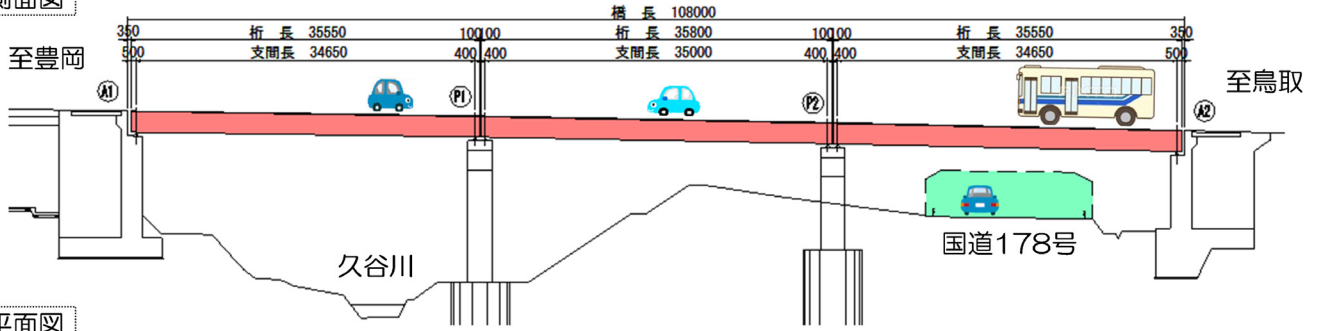 側面図
橋 長 108000
350 桁 長 35550 100 100 桁 長 35800 100 100 桁 長 35550 350
500 支間長 34650 400 400 支間長 35000 400 400 支間長 34650 500
至豊岡
至鳥取
A1
P1
P2
A2
国道178号
久谷川
平面図